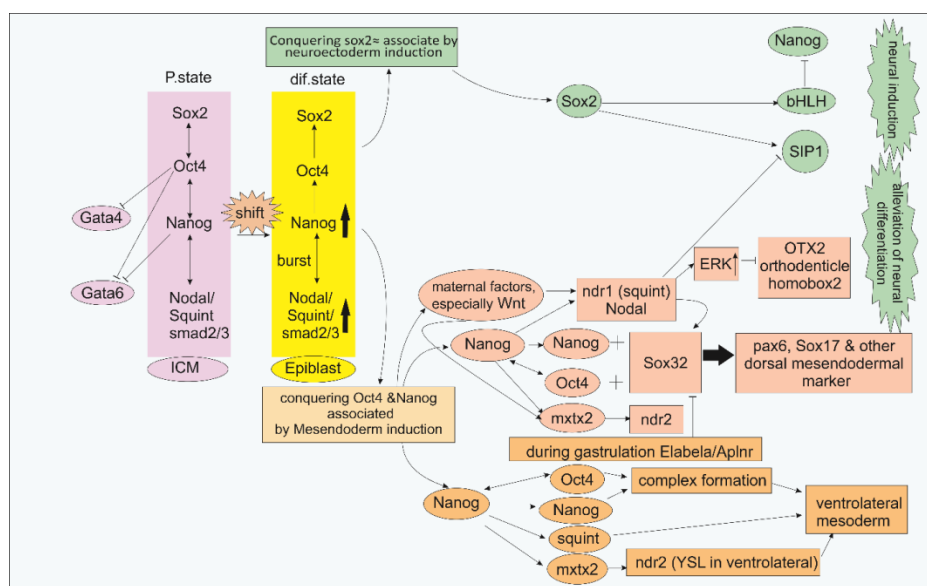 Conquering sox2≈ associate by
neuroectoderm induction
P.state
dif.state
Sox2
Oct4
Nanog
Nodal/
Squint
smad2/3
ICM
Gata4
Gata6
shift
Sox2
Oct4
Nanog
burst
Nodal/
Squint/
smad2/3
Epiblast
conquering Oct4 &Nanog
associated
by Mesendoderm induction
Sox2
Nanog
bHLH
SIP1
neural induction
alleviation of neural
differentiation
maternal factors,
especially Wnt
ndr1 (squint)
Nodal
ERK
OTX2
orthodenticle
homobox2
Nanog
Nanog
+
Oct4
+
Sox32
pax6, Sox17 & other
dorsal mesendodermal
marker
mxtx2
ndr2
during gastrulation Elabela/Aplnr
Nanog
Oct4
Nanog
squint
mxtx2
complex formation
ndr2 (YSL in ventrolateral)
ventrolateral
mesoderm